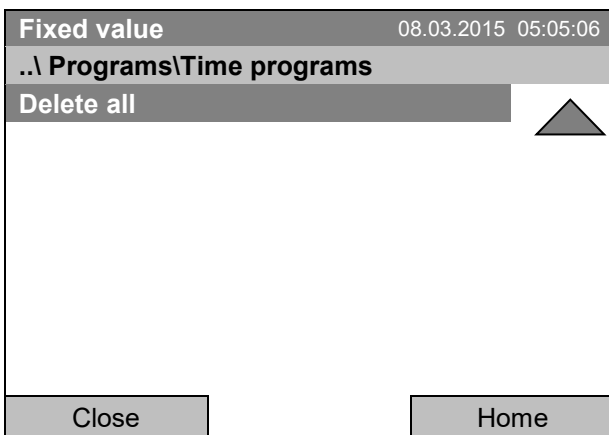 Fixed value 08.03.2015 05:05:06
..\ Programs\Time programs
Delete all
Close Home